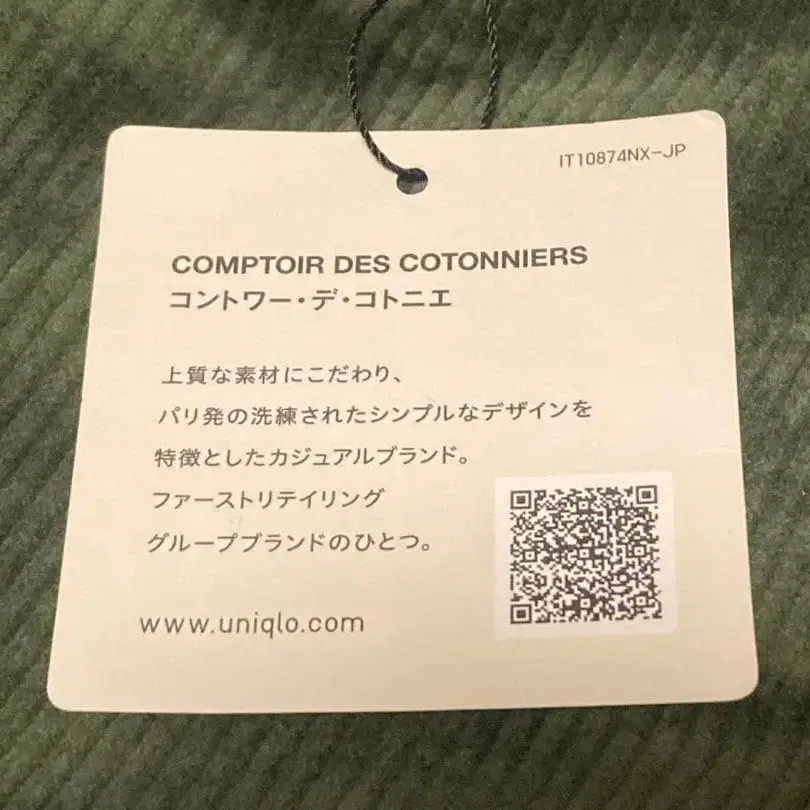 IT10874NX-JP
COMPTOIR DES COTONNIERS
コントワー・デ・コトニエ
上質な素材にこだわり、
パリ発の洗練されたシンプルなデザインを
特徴としたカジュアルブランド。
ファーストリテイリング
グループブランドのひとつ。
www.uniqlo.com